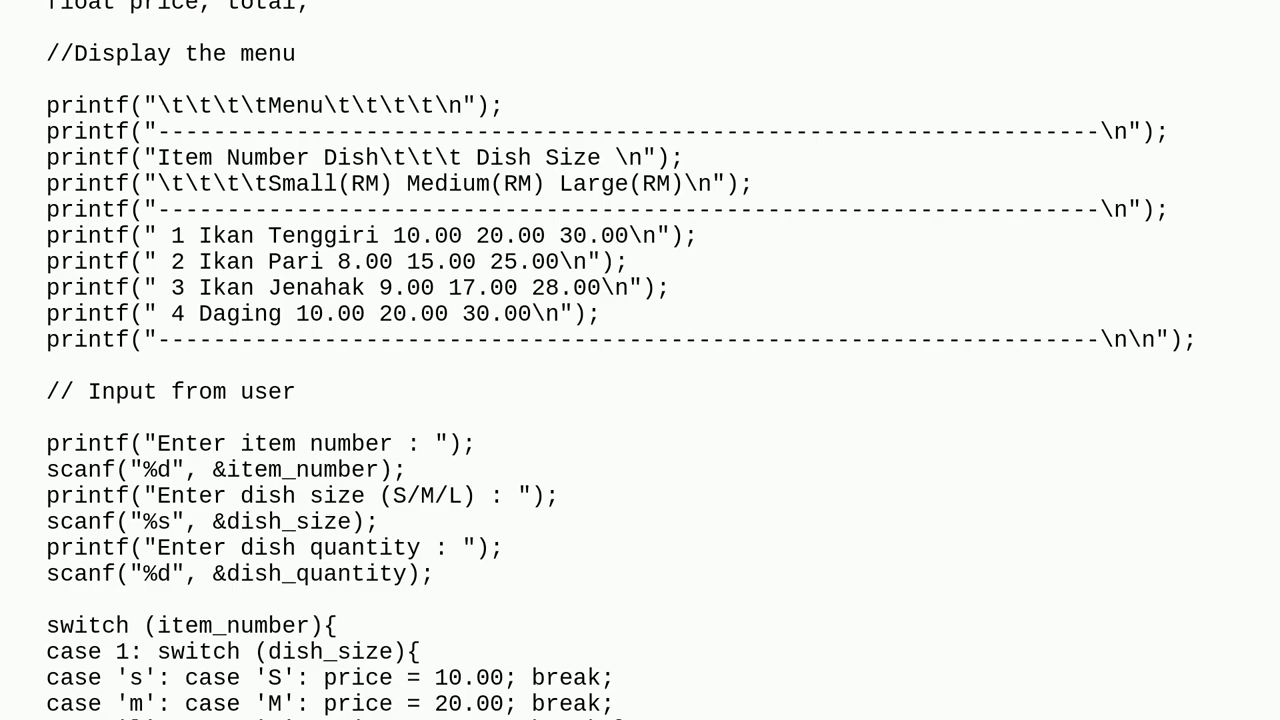 float price, total;
//Display the menu
printf("\t\t\t\tMenu\t\t\t\t\n");
printf("--------------------------------------------------------------------\n");
printf("Item Number Dish\t\t\t Dish Size \n");
printf("\t\t\t\tSmall(RM) Medium(RM) Large(RM)\n");
printf("--------------------------------------------------------------------\n");
printf(" 1 Ikan Tenggiri 10.00 20.00 30.00\n");
printf(" 2 Ikan Pari 8.00 15.00 25.00\n");
printf(" 3 Ikan Jenahak 9.00 17.00 28.00\n");
printf(" 4 Daging 10.00 20.00 30.00\n");
printf("--------------------------------------------------------------------\n\n");
// Input from user
printf("Enter item number : ");
scanf("%d", &item_number);
printf("Enter dish size (S/M/L) : ");
scanf("%s", &dish_size);
printf("Enter dish quantity : ");
scanf("%d", &dish_quantity);
switch (item_number){
case 1: switch (dish_size){
case 's': case 'S': price = 10.00; break;
case 'm': case 'M': price = 20.00; break;